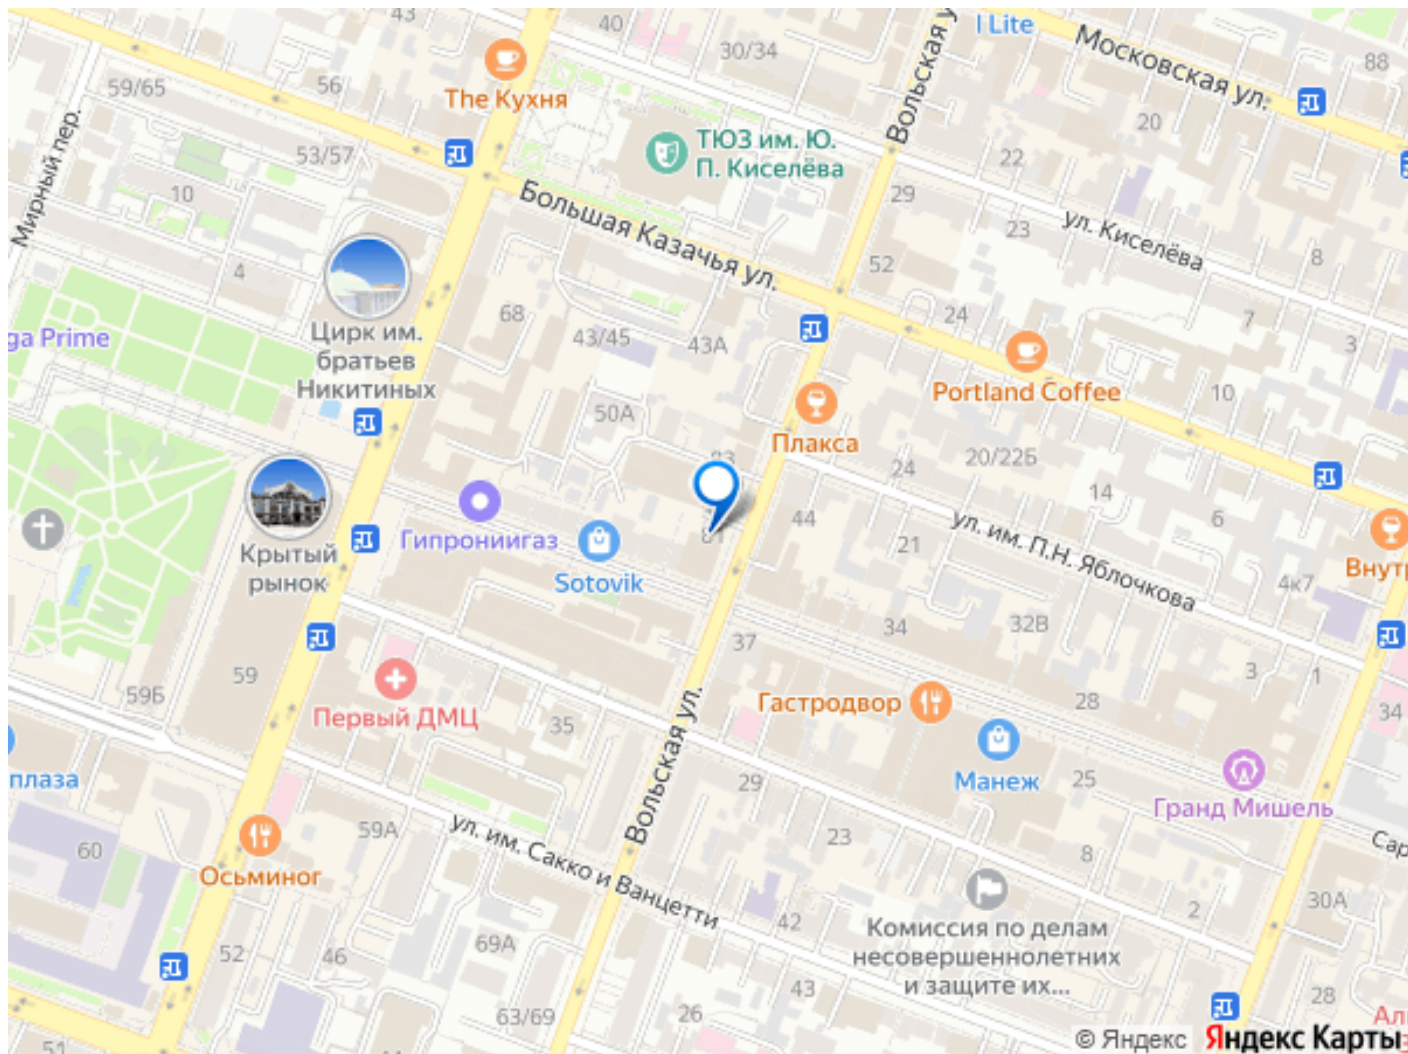 43
40
30/34
Вольская у
I Lite
Московская ул.
88
59/65
56
The Кухня
Мирный пер.
53/57
ТЮЗ им. Ю.
П. Киселёва
20
22
10
29
23
ул. Киселёва
8
Большая Казачья ул.
4
52
68
24
7
3
ga Prime
Цирк им.
братьев
Никитиных
43/45
43А
Portland Coffee
10
50А
Плакса
24
20/22Б
14
6
44
21
ул. им. П.Н. Яблочкова
Внутр
Гипрониигаз
Крытый
рынок
Sotovik
4к7
34
32В
37
3
1
59
59Б
Первый ДМЦ
35
Вольская ул.
Гастродвор
28
34
Манеж
25
Гранд Мишель
плаза
29
59А
ул. им. Сакко и Ванцетти
23
8
Сар
60
Осьминог
2
30А
42
Комиссия по делам
несовершеннолетних
и защите их...
52
46
69А
43
28
63/69
26
51
Ал
© Яндекс Яндекс Карты